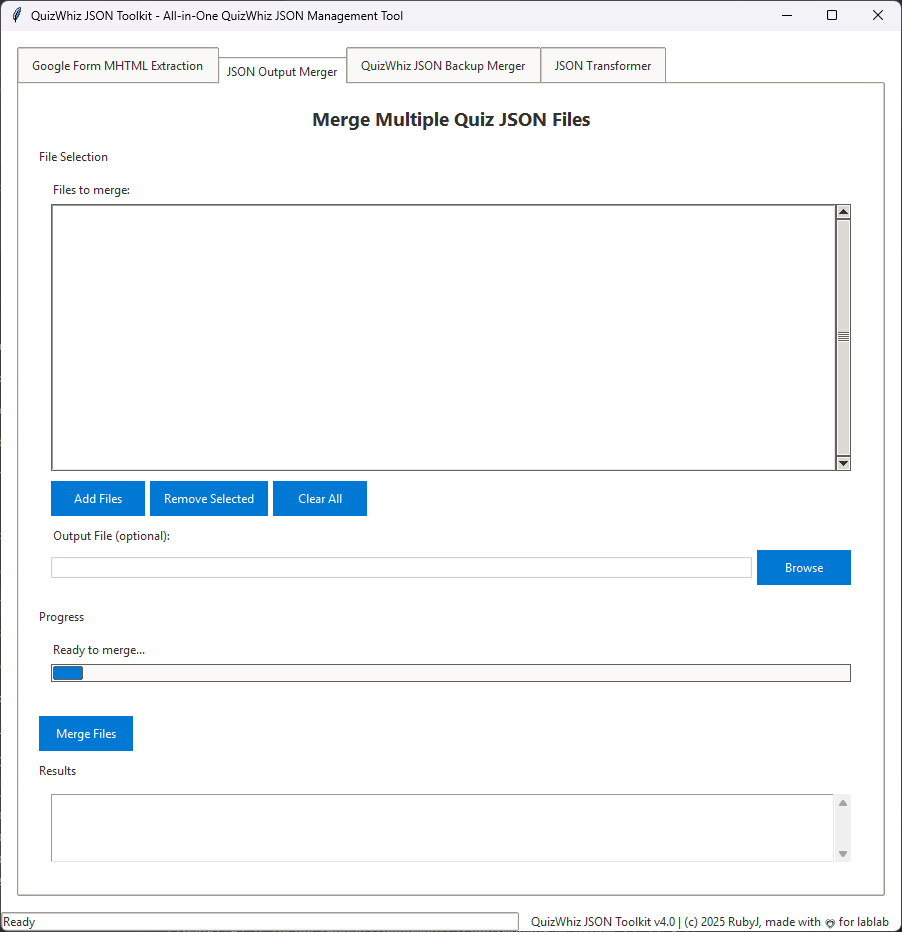 QuizWhiz JSON Toolkit - All-in-One QuizWhiz JSON Management Tool
Google Form MHTML Extraction
JSON Output Merger
QuizWhiz JSON Backup Merger
JSON Transformer
Merge Multiple Quiz JSON Files
File Selection
Files to merge:
Add Files
Remove Selected
Clear All
Output File (optional):
Browse
Progress
Ready to merge...
Merge Files
Results
Ready
QuizWhiz JSON Toolkit v4.0 | (c) 2025 RubyJ, made with 💙 for lablab